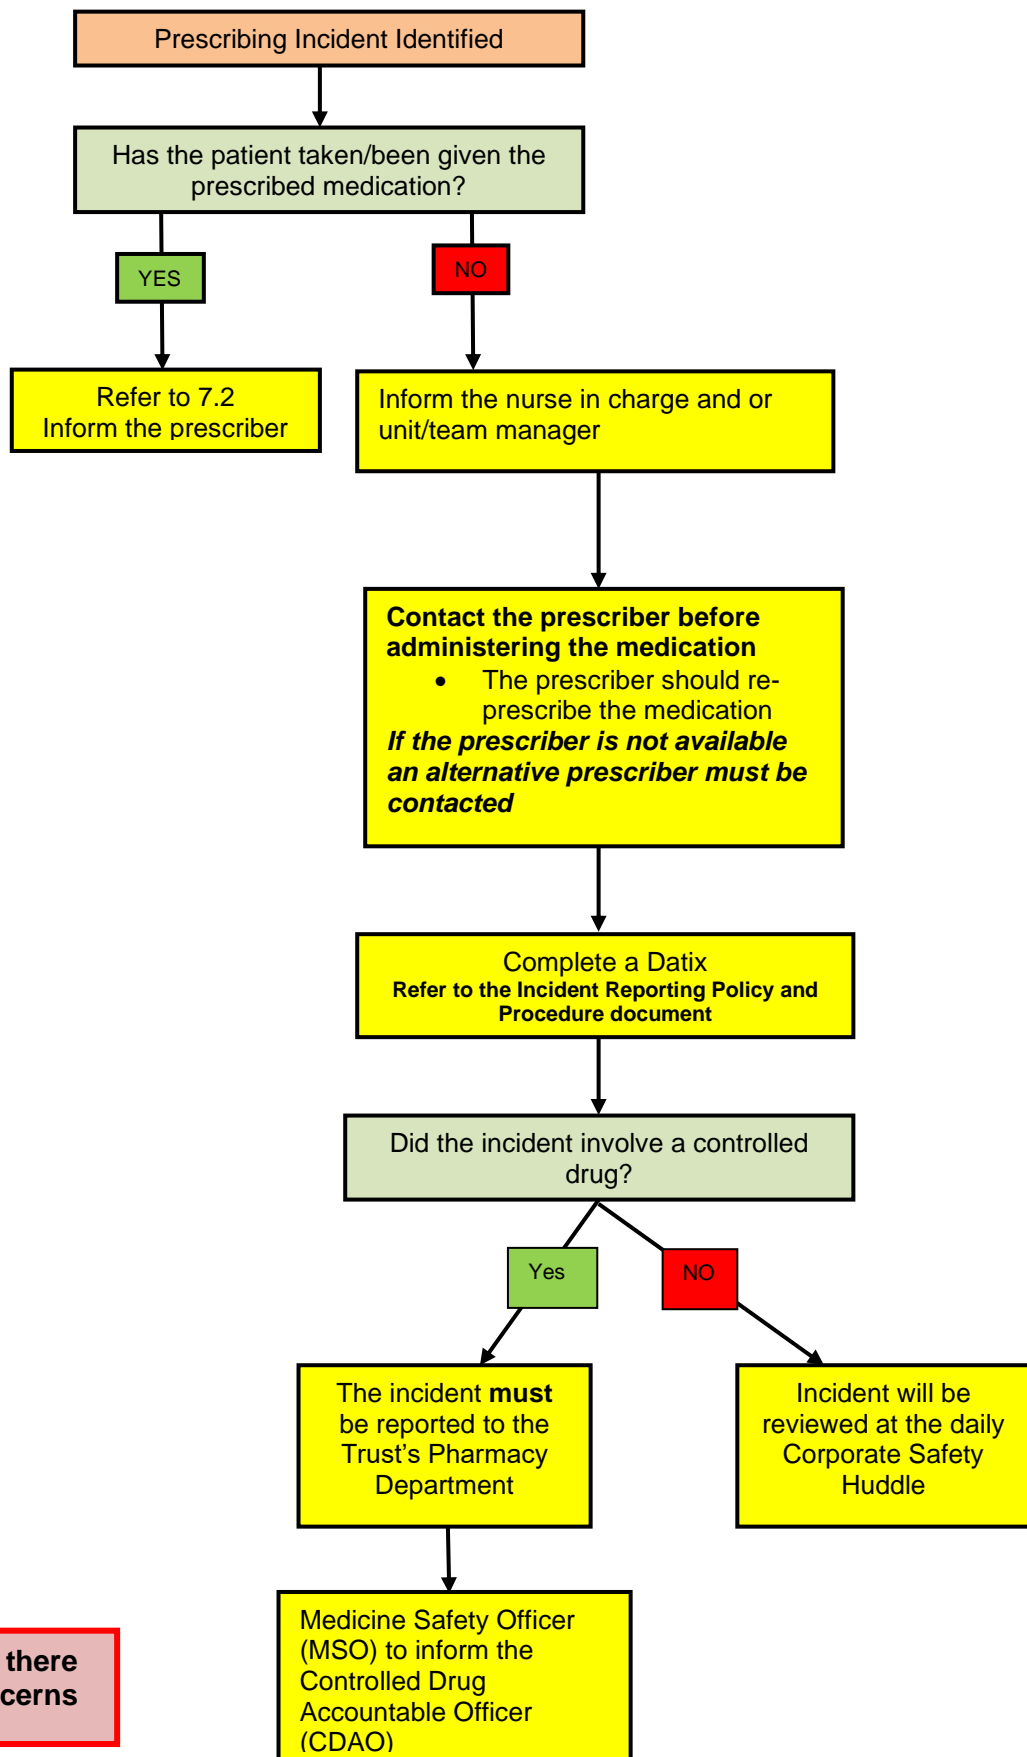 Prescribing Incident Identified
Has the patient taken/been given the
prescribed medication?
YES
NO
Refer to 7.2
Inform the prescriber
Inform the nurse in charge and or
unit/team manager
Contact the prescriber before
administering the medication
• The prescriber should re-
prescribe the medication
If the prescriber is not available
an alternative prescriber must be
contacted
Complete a Datix
Refer to the Incident Reporting Policy and
Procedure document
Did the incident involve a controlled
drug?
Yes
NO
The incident must
be reported to the
Trust's Pharmacy
Department
Incident will be
reviewed at the daily
Corporate Safety
Huddle
Medicine Safety Officer
(MSO) to inform the
Controlled Drug
Accountable Officer
(CDAO)
there
cerns